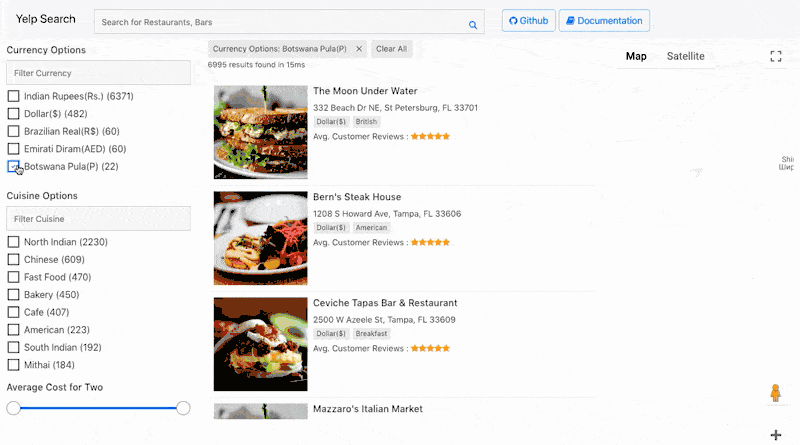 Yelp Search
Search for Restaurants, Bars
Github
Documentation
Currency Options
Filter Currency
Indian Rupees(Rs.) (6371)
Dollar($) (482)
Brazilian Real(R$) (60)
Emirati Diram(AED) (60)
Botswana Pula(P) (22)
Cuisine Options
Filter Cuisine
North Indian (2230)
Chinese (609)
Fast Food (470)
Bakery (450)
Cafe (407)
American (223)
South Indian (192)
Mithai (184)
Average Cost for Two
Currency Options: Botswana Pula(P) ✕
Clear All
6995 results found in 15ms
The Moon Under Water
332 Beach Dr NE, St Petersburg, FL 33701
Dollar($) British
Avg. Customer Reviews :
Bern's Steak House
1208 S Howard Ave, Tampa, FL 33606
Dollar($) American
Avg. Customer Reviews :
Ceviche Tapas Bar & Restaurant
2500 W Azeele St, Tampa, FL 33609
Dollar($) Breakfast
Avg. Customer Reviews :
Mazzaro's Italian Market
Map Satellite
Shi
Шир